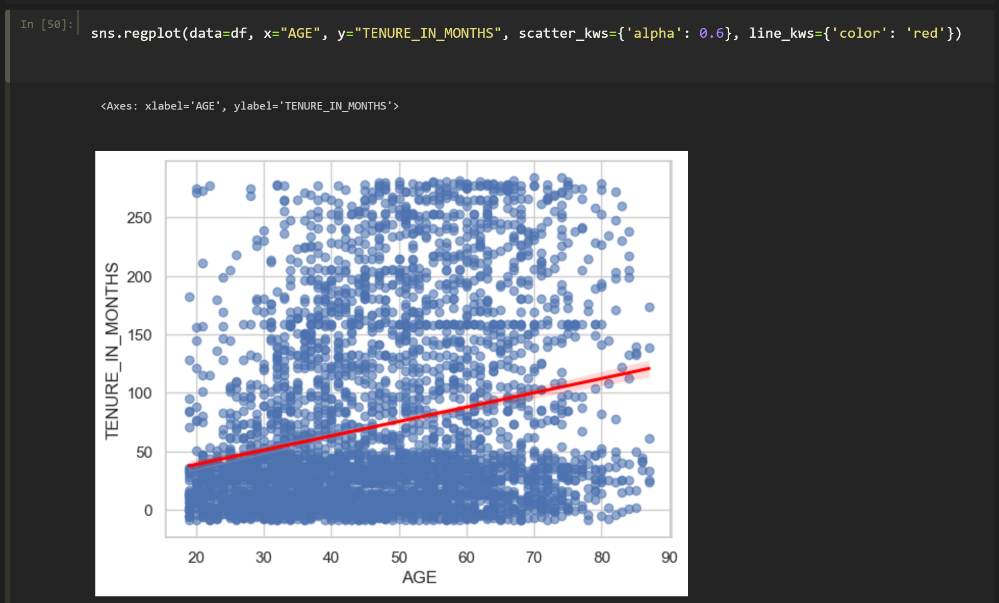 In [50]:
sns.regplot(data=df, x="AGE", y="TENURE_IN_MONTHS", scatter_kws={'alpha': 0.6}, line_kws={'color': 'red'})
<Axes: xlabel='AGE', ylabel='TENURE_IN_MONTHS'>
TENURE_IN_MONTHS
250
200
150
100
50
0
20 30 40 50 60 70 80 90
AGE